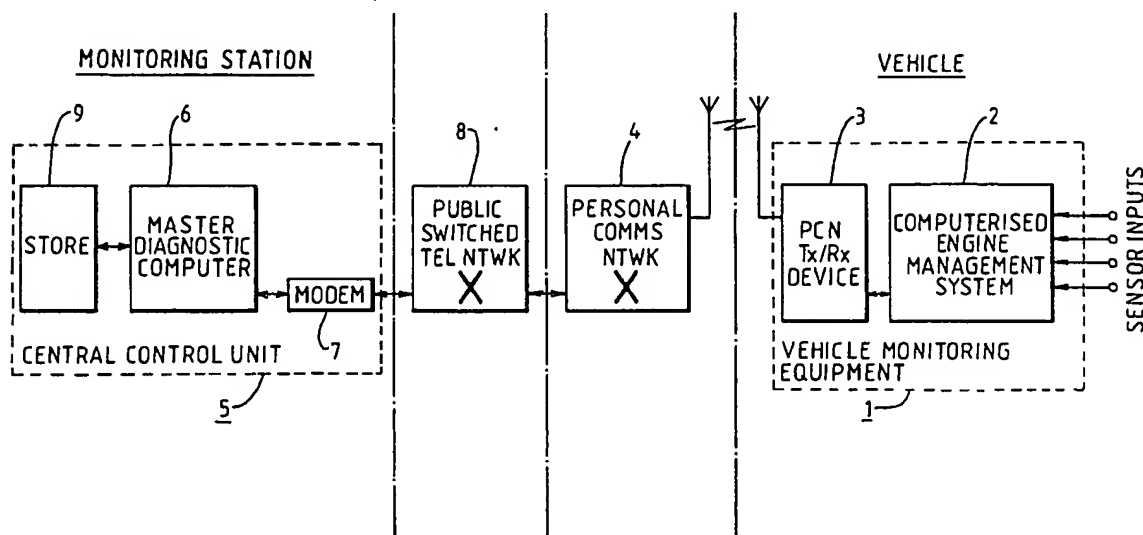 MONITORING STATION
VEHICLE
9
6
8
4
3
2
STORE
MASTER
DIAGNOSTIC
COMPUTER
MODEM
7
CENTRAL CONTROL UNIT
5
PUBLIC
SWITCHED
TEL NTWK
X
PERSONAL
COMMS
NTWK
X
PCN
Tx/Rx
DEVICE
COMPUTERISED
ENGINE
MANAGEMENT
SYSTEM
VEHICLE MONITORING
EQUIPMENT
1
SENSOR INPUTS